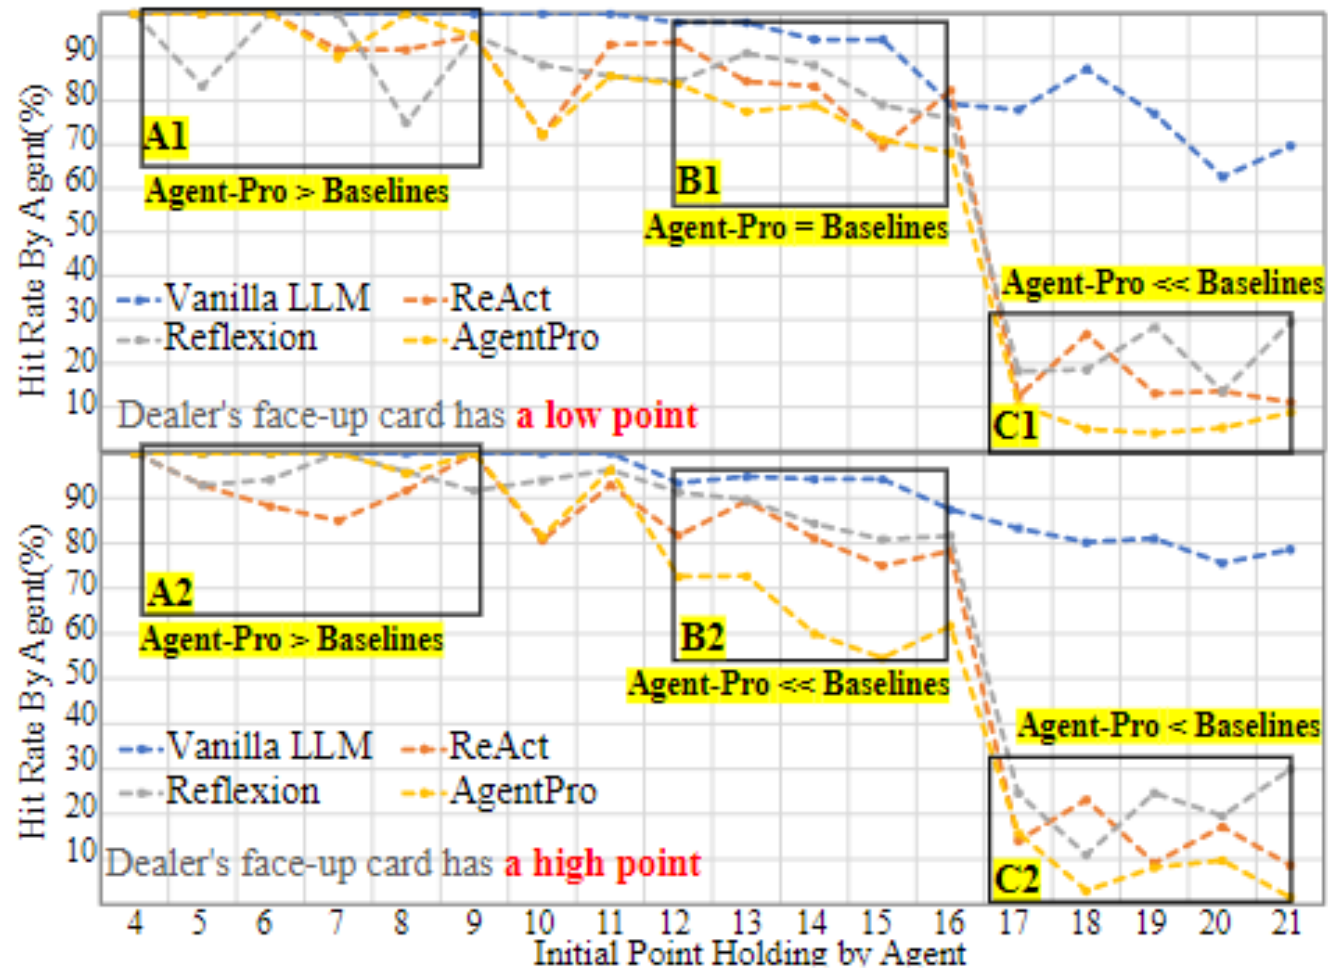 90
80
70
60
50
40
30
20
10
Hit Rate By Agent(%)
A1
Agent-Pro > Baselines
B1
Agent-Pro = Baselines
Agent-Pro << Baselines
Vanilla LLM
ReAct
Reflexion
AgentPro
Dealer's face-up card has a low point
C1
90
80
70
60
50
40
30
20
10
Hit Rate By Agent(%)
A2
Agent-Pro > Baselines
B2
Agent-Pro << Baselines
Agent-Pro < Baselines
Vanilla LLM
ReAct
Reflexion
AgentPro
Dealer's face-up card has a high point
C2
4 5 6 7 8 9 10 11 12 13 14 15 16 17 18 19 20 21
Initial Point Holding by Agent